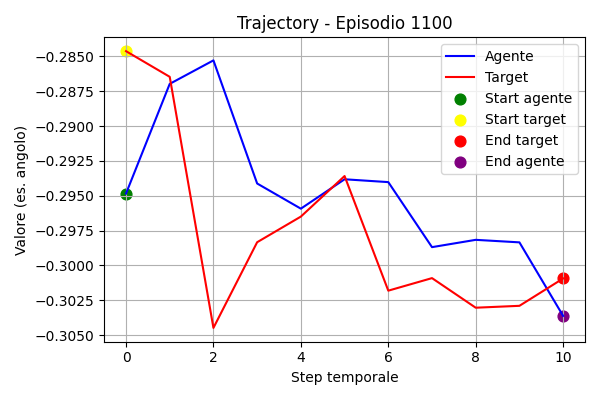 Trajectory - Episodio 1100
Valore (es. angolo)
−0.2850
−0.2875
−0.2900
−0.2925
−0.2950
−0.2975
−0.3000
−0.3025
−0.3050
Agente
Target
Start agente
Start target
End target
End agente
0 2 4 6 8 10
Step temporale